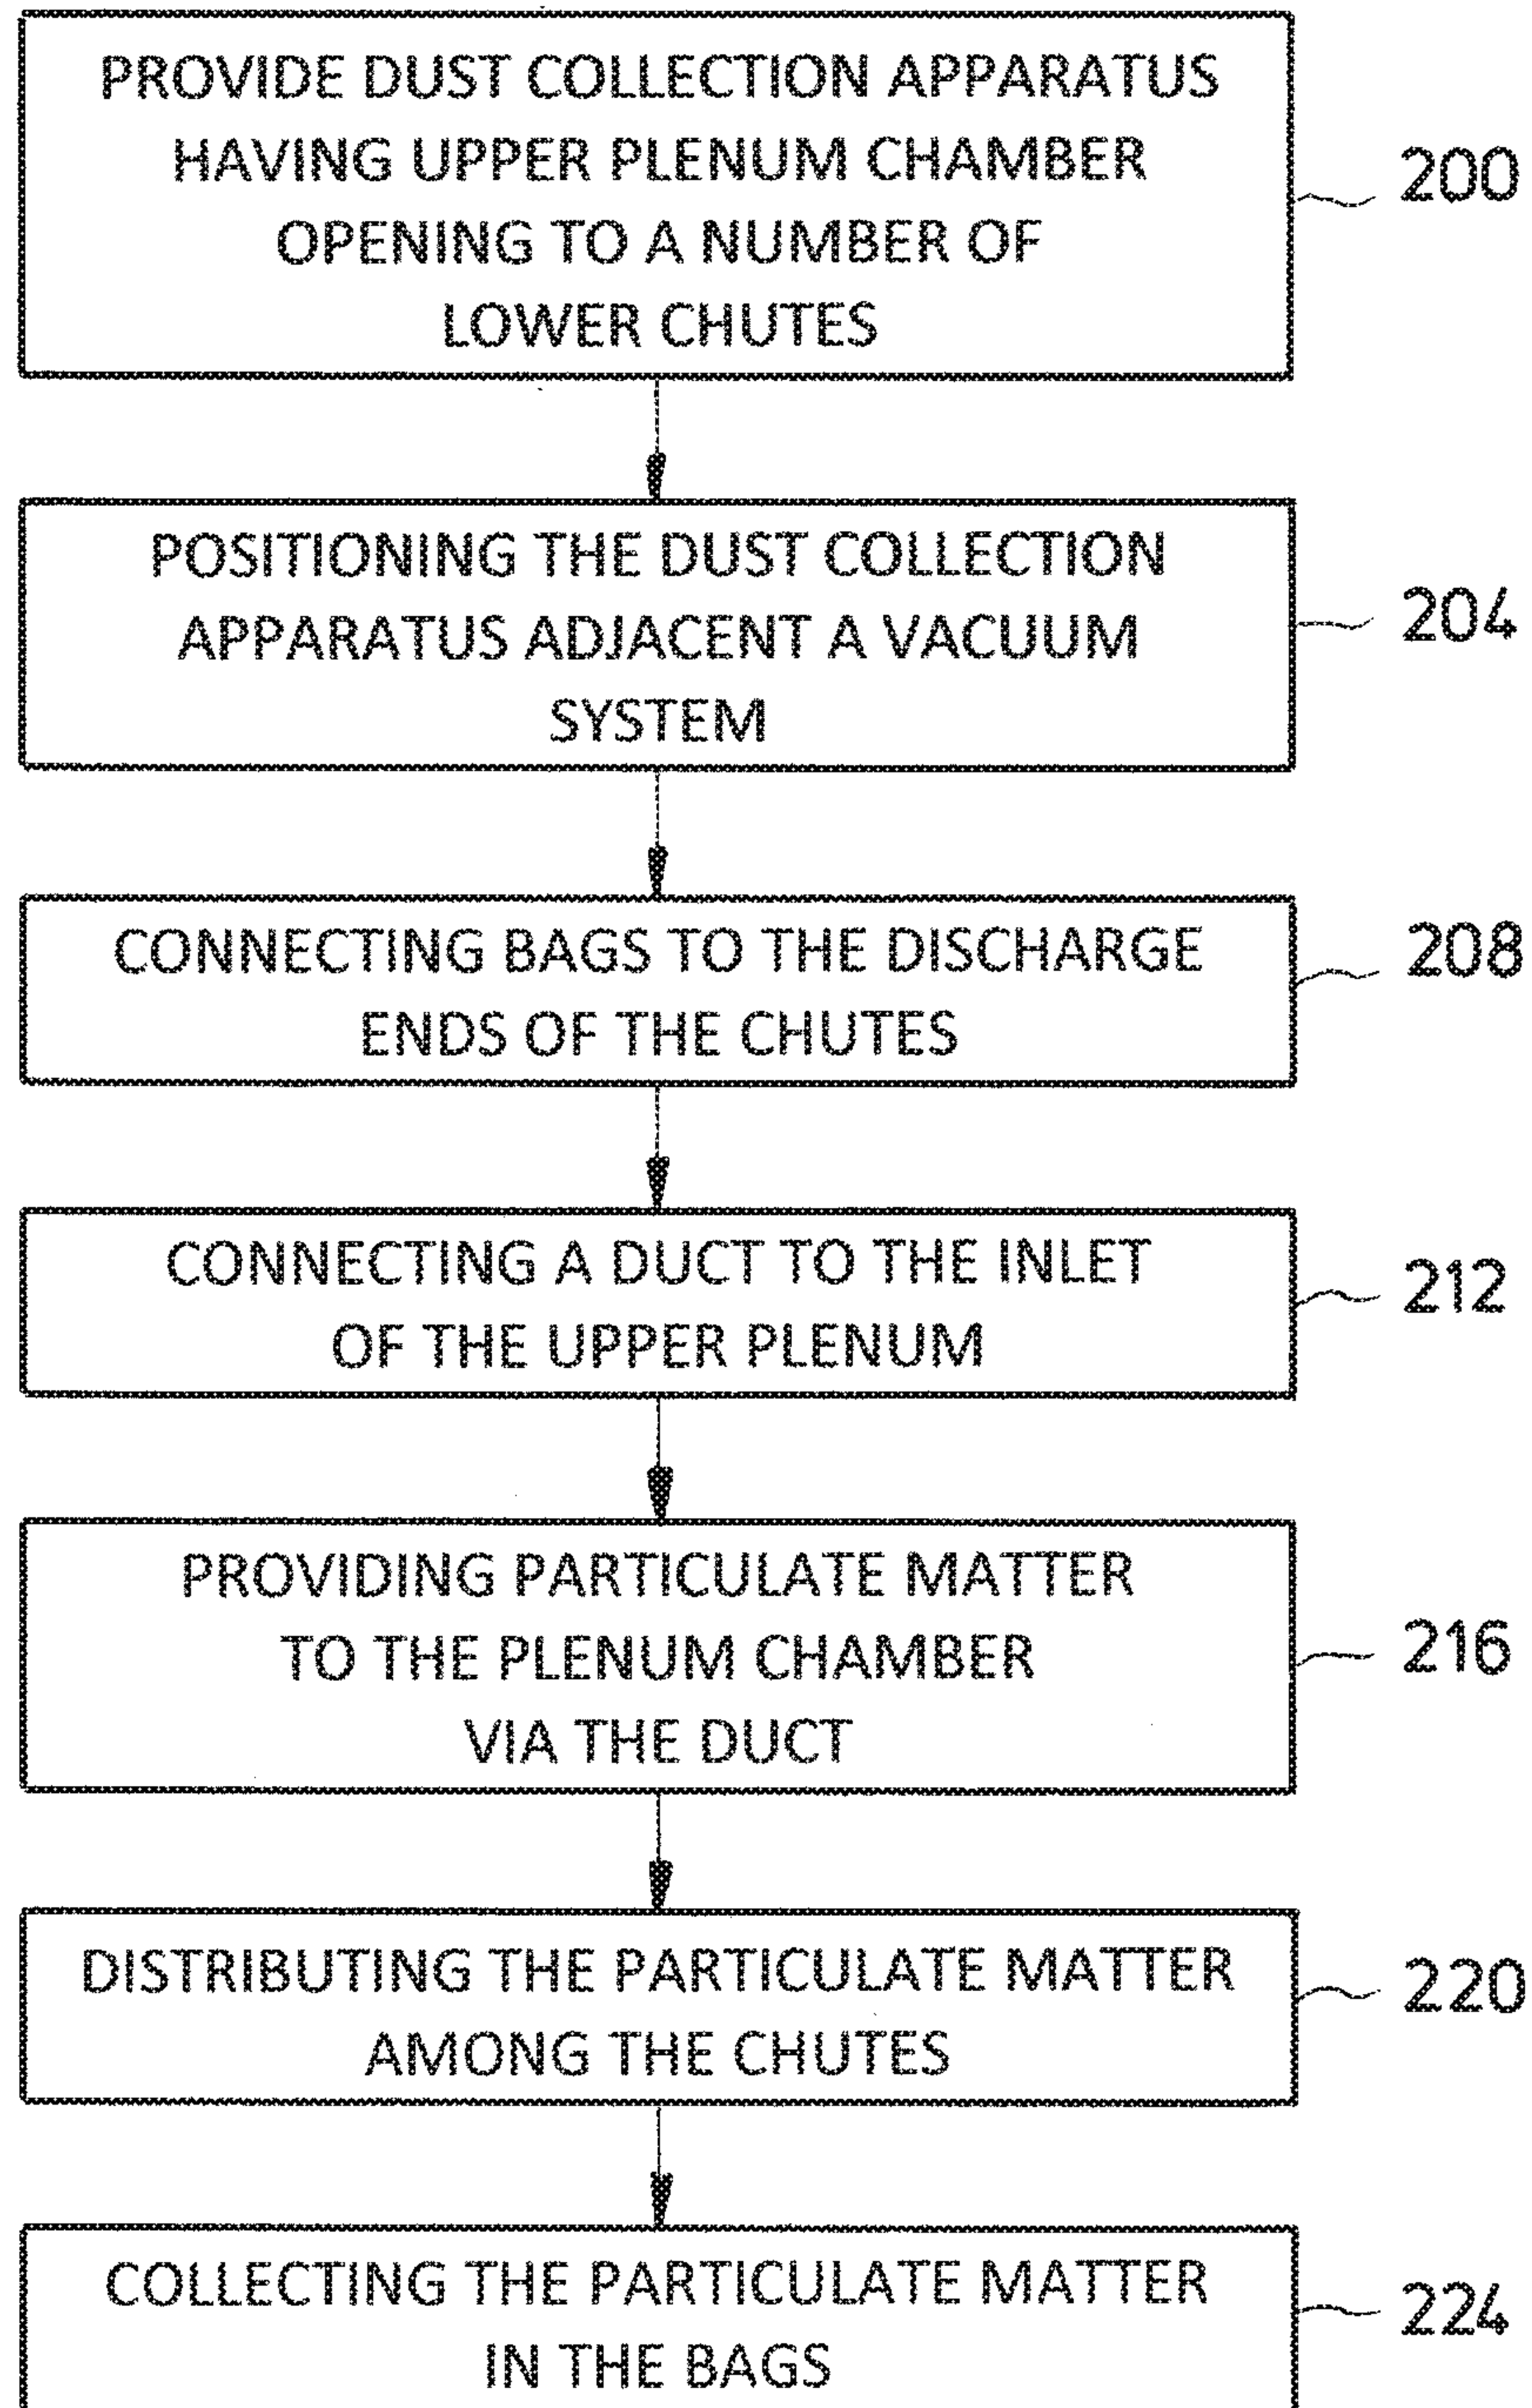 PROVIDE DUST COLLECTION APPARATUS
HAVING UPPER PLENUM CHAMBER
OPENING TO A NUMBER OF
LOWER CHUTES
200
POSITIONING THE DUST COLLECTION
APPARATUS ADJACENT A VACUUM
SYSTEM
204
CONNECTING BAGS TO THE DISCHARGE
ENDS OF THE CHUTES
208
CONNECTING A DUCT TO THE INLET
OF THE UPPER PLENUM
212
PROVIDING PARTICULATE MATTER
TO THE PLENUM CHAMBER
VIA THE DUCT
216
DISTRIBUTING THE PARTICULATE MATTER
AMONG THE CHUTES
220
COLLECTING THE PARTICULATE MATTER
IN THE BAGS
224